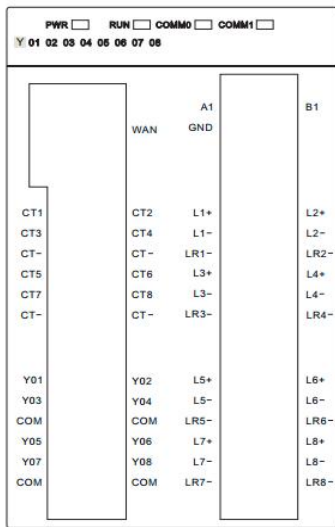 PWR RUN COMM0 COMM1
Y 01 02 03 04 05 06 07 08
A1 B1
WAN GND
CT1 CT2 L1+ L2+
CT3 CT4 L1- L2-
CT- CT- LR1- LR2-
CT5 CT6 L3+ L4+
CT7 CT8 L3- L4-
CT- CT- LR3- LR4-
Y01 Y02 L5+ L6+
Y03 Y04 L5- L6-
COM COM LR5- LR6-
Y05 Y06 L7+ L8+
Y07 Y08 L7- L8-
COM COM LR7- LR8-